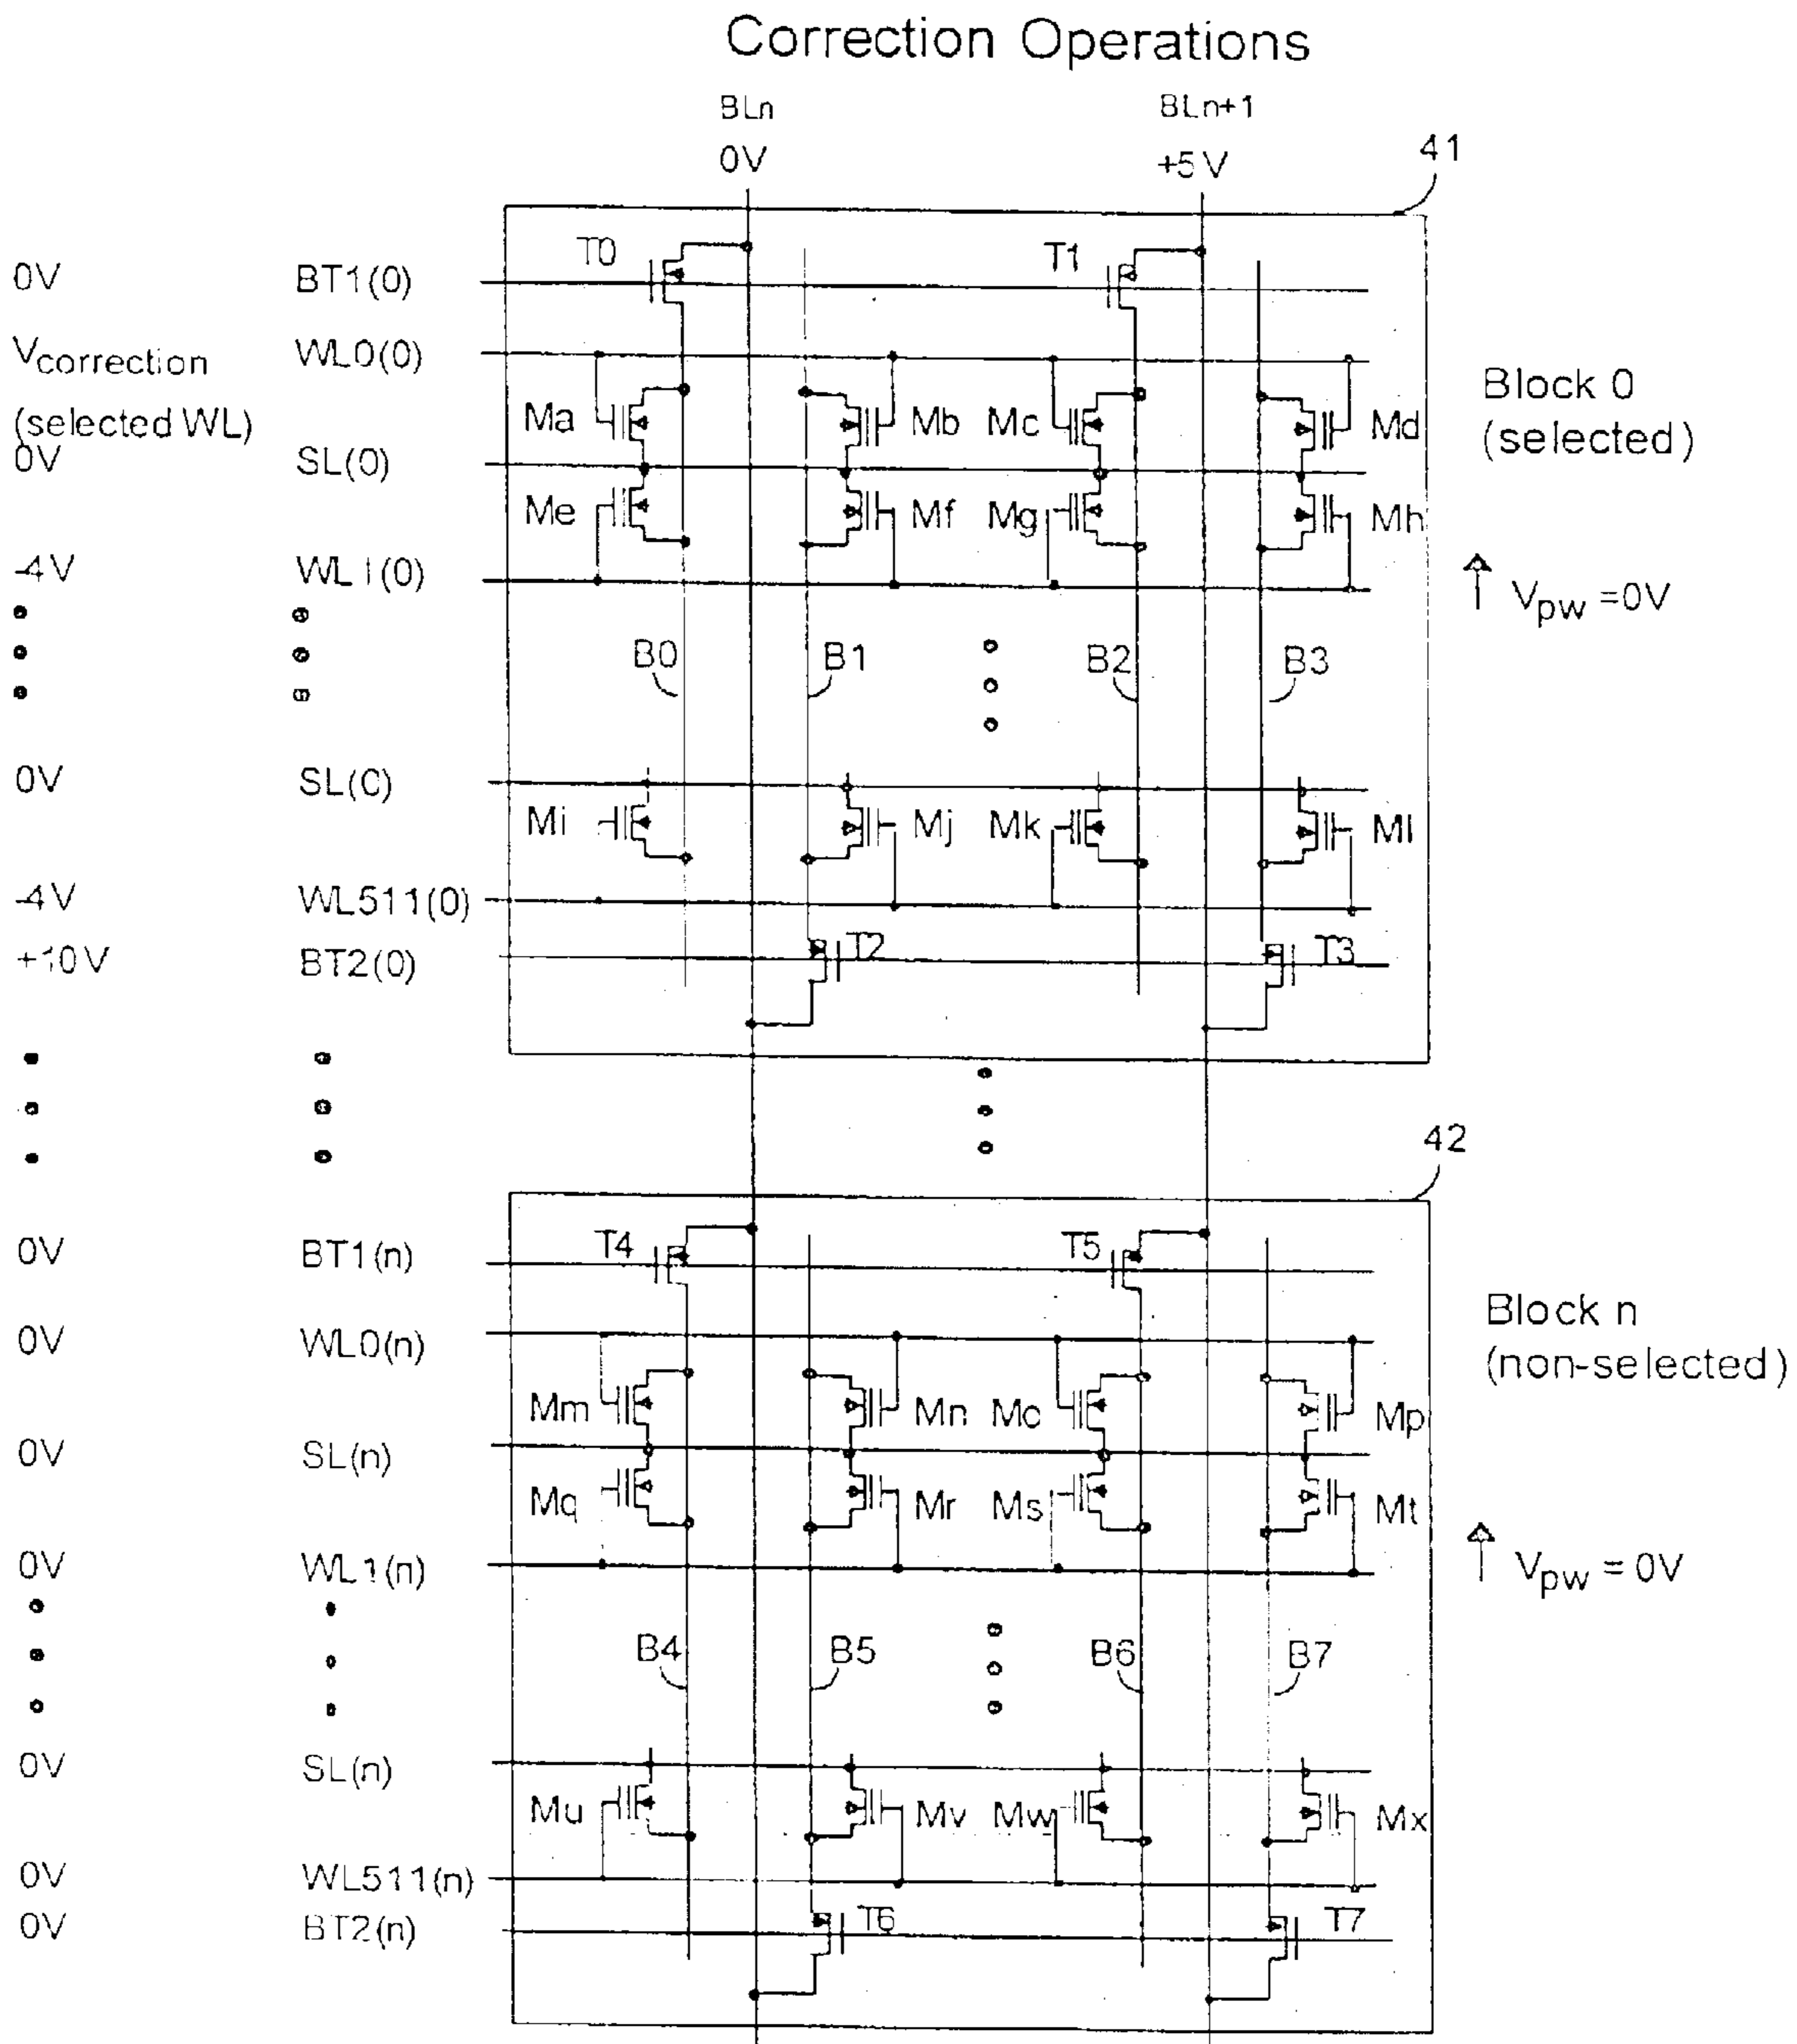 Correction Operations
BLn
BLn+1
0V
+5V
41
T0
T1
0V
BT1(0)
Vcorrection
WL0(0)
(selected WL)
Ma
Mb
Mc
Md
Block 0
(selected)
0V
SL(0)
Me
Mf
Mg
Mh
-4V
WL1(0)
Vpw =0V
B0
B1
B2
B3
0V
SL(0)
Mi
Mj
Mk
Ml
-4V
WL511(0)
+10V
BT2(0)
T2
T3
42
0V
BT1(n)
T4
T5
0V
WL0(n)
Block n
(non-selected)
Mm
Mn
Mo
Mp
0V
SL(n)
Mq
Mr
Ms
Mt
0V
WL1(n)
Vpw = 0V
B4
B5
B6
B7
0V
SL(n)
Mu
Mv
Mw
Mx
0V
WL511(n)
0V
BT2(n)
T6
T7